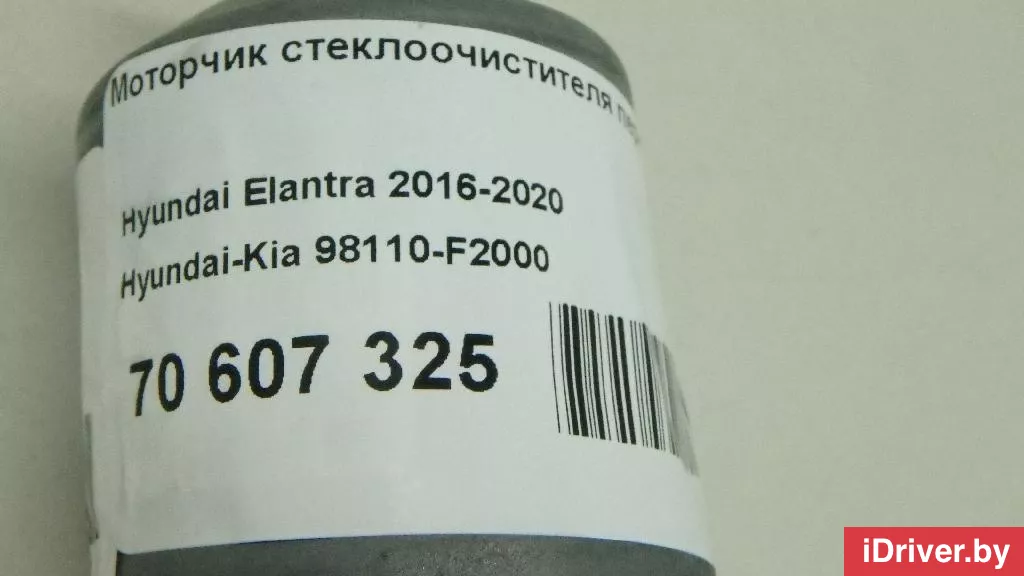 Моторчик стеклоочистителя
Hyundai Elantra 2016-2020
Hyundai-Kia 98110-F2000
70 607 325
iDriver.by